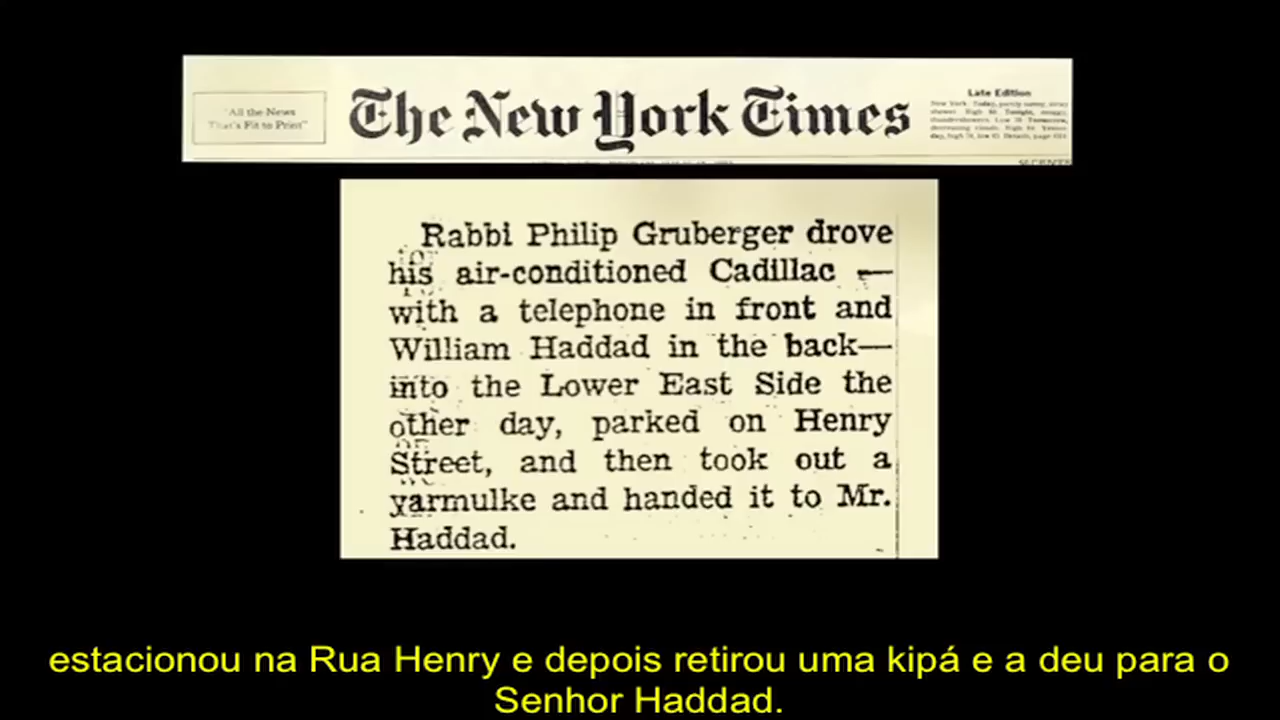 "All the News
That's Fit to Print"
The New York Times
Late Edition
Rabbi Philip Gruberger drove
his air-conditioned Cadillac —
with a telephone in front and
William Haddad in the back—
into the Lower East Side the
other day, parked on Henry
Street, and then took out a
yarmulke and handed it to Mr.
Haddad.
estacionou na Rua Henry e depois retirou uma kipá e a deu para o
Senhor Haddad.